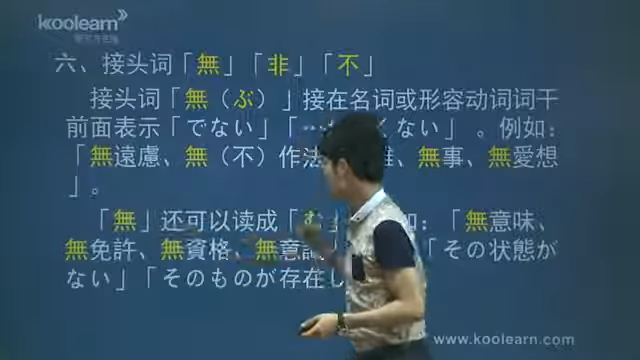 koolearn
六、接头词「無」「非」「不」
接头词「無（ぶ）」接在名词或形容动词词干
前面表示「でない」「…くない」。例如：
「無遠慮、無（不）作法、無事、無愛想
」。
「無」还可以读成「む」：「無意味、
無免許、無資格、無意識「その状態が
ない」「そのものが存在し
www.koolearn.com